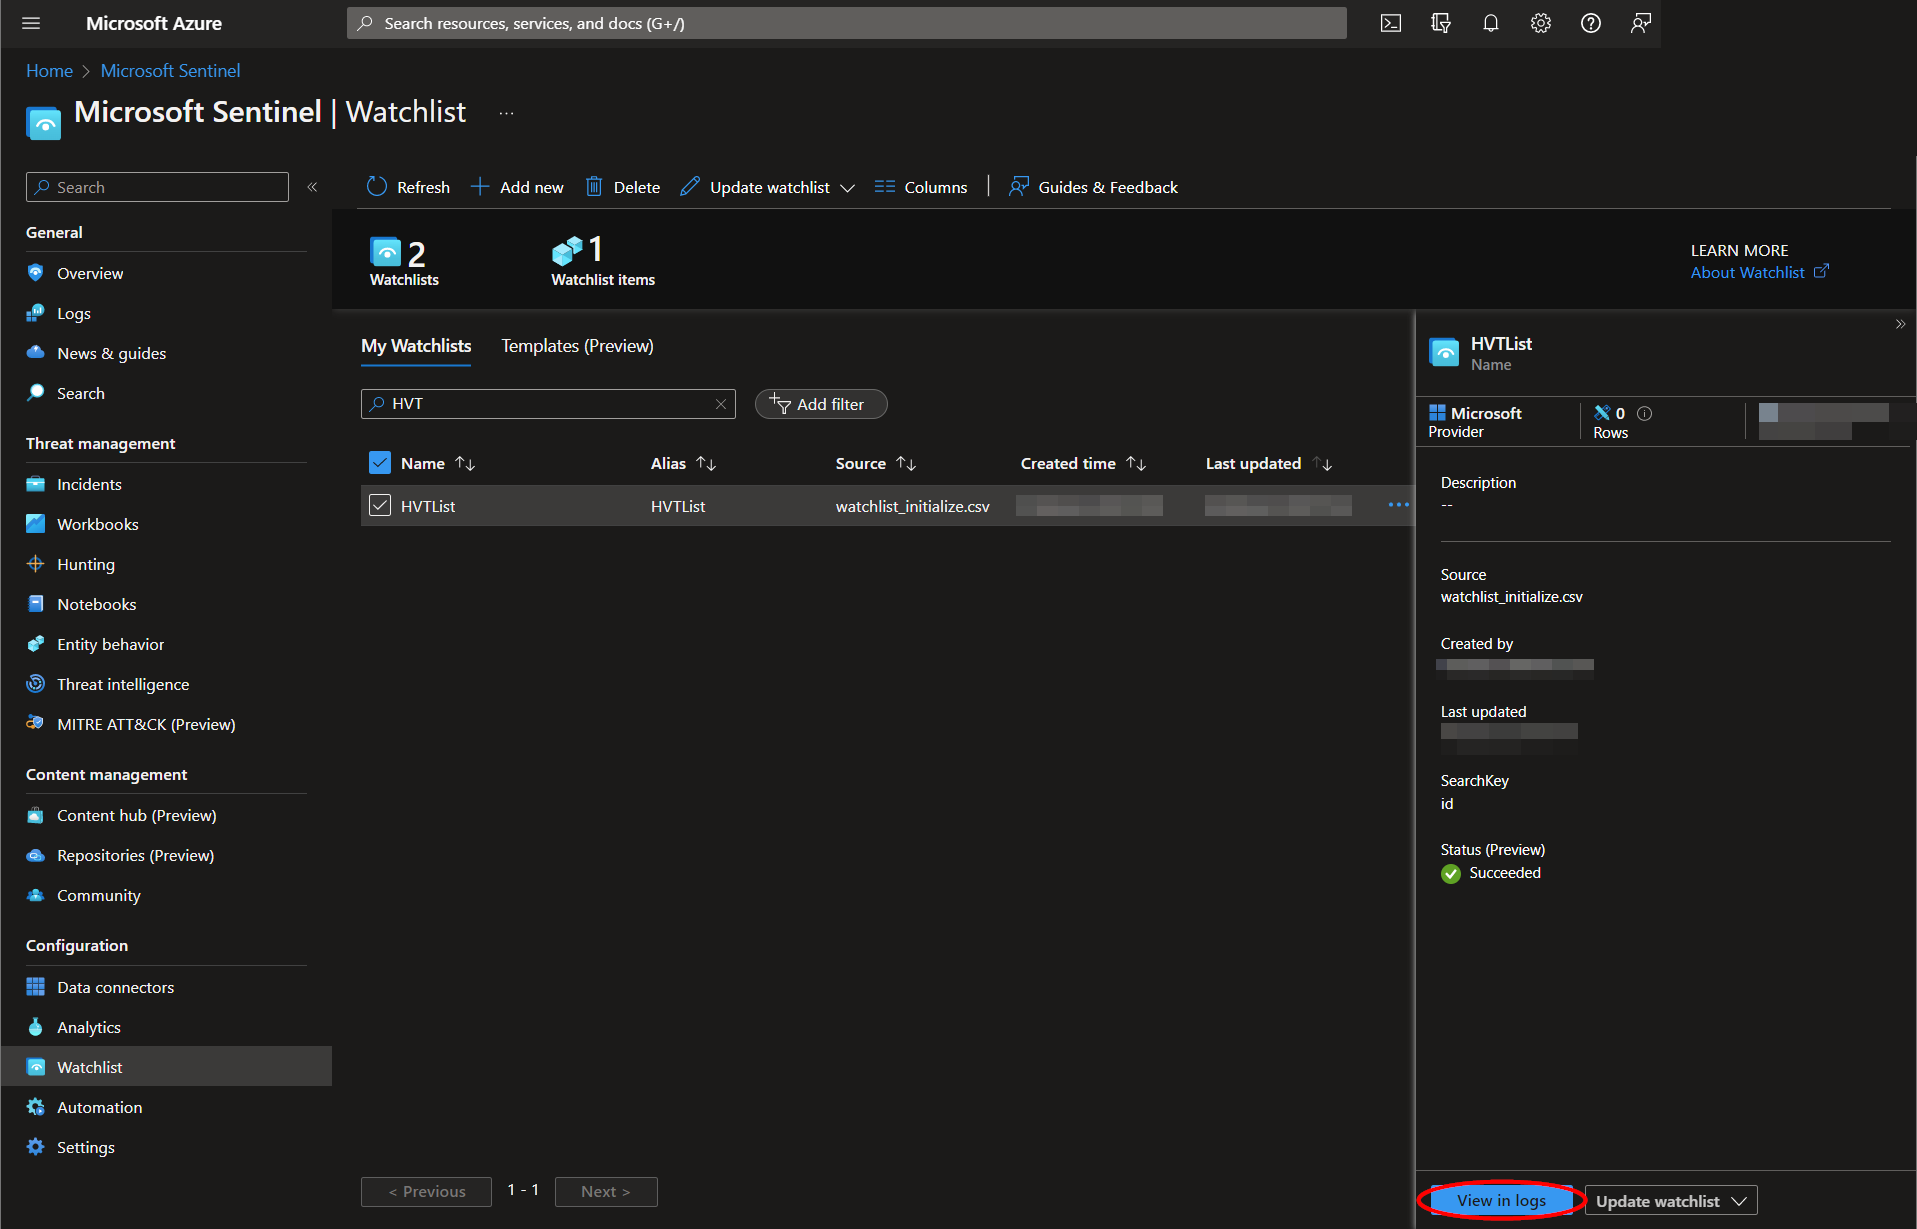 Microsoft Azure
Search resources, services, and docs (G+/)
Home > Microsoft Sentinel
Microsoft Sentinel | Watchlist ...
Search
«
General
Overview
Logs
News & guides
Search
Threat management
Incidents
Workbooks
Hunting
Notebooks
Entity behavior
Threat intelligence
MITRE ATT&CK (Preview)
Content management
Content hub (Preview)
Repositories (Preview)
Community
Configuration
Data connectors
Analytics
Watchlist
Automation
Settings
Refresh
Add new
Delete
Update watchlist
Columns
Guides & Feedback
2
Watchlists
1
Watchlist items
LEARN MORE
About Watchlist
My Watchlists
Templates (Preview)
HVT
Add filter
Name Alias Source Created time Last updated
HVTList HVTList watchlist_initialize.csv
< Previous 1 - 1 Next >
»
HVTList
Name
Microsoft
Provider
0
Rows
Description
--
Source
watchlist_initialize.csv
Created by
Last updated
SearchKey
id
Status (Preview)
Succeeded
View in logs
Update watchlist